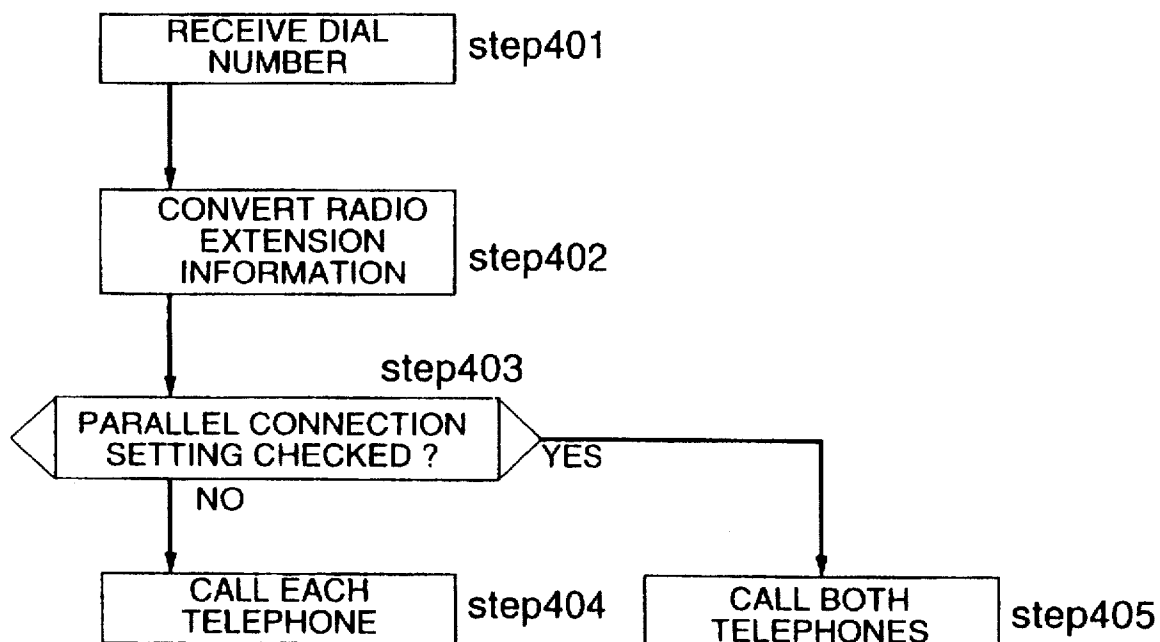 RECEIVE DIAL
NUMBER
step401
CONVERT RADIO
EXTENSION
INFORMATION
step402
step403
PARALLEL CONNECTION
SETTING CHECKED ?
YES
NO
CALL EACH
TELEPHONE
step404
CALL BOTH
TELEPHONES
step405